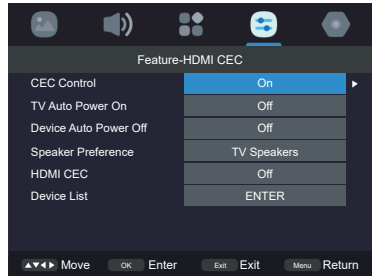 Feature-HDMI CEC
CEC Control On
TV Auto Power On Off
Device Auto Power Off Off
Speaker Preference TV Speakers
HDMI CEC Off
Device List ENTER
▲▼◄► Move OK Enter Exit Exit Menu Return